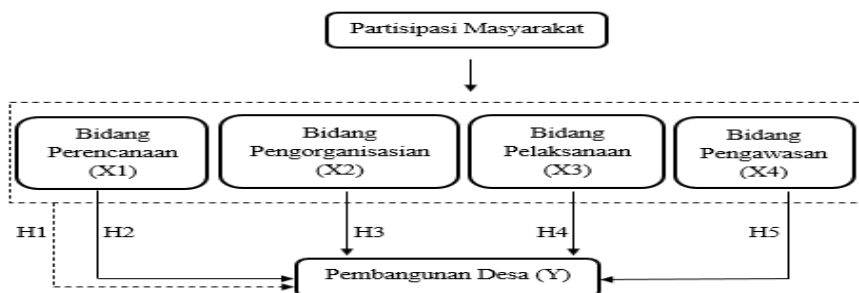 Partisipasi Masyarakat
Bidang
Perencanaan
(X1)
Bidang
Pengorganisasian
(X2)
Bidang
Pelaksanaan
(X3)
Bidang
Pengawasan
(X4)
H1
H2
H3
H4
H5
Pembangunan Desa (Y)